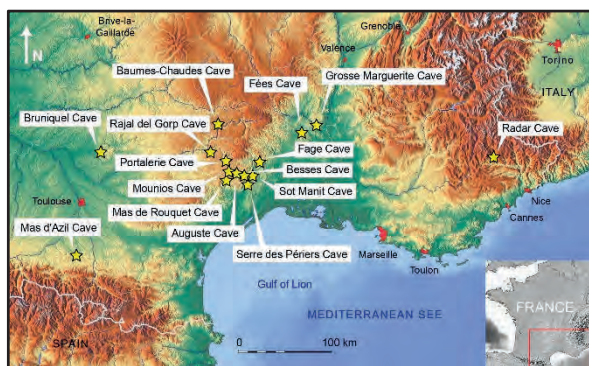 Brive-la-
Gaillarde
Grenoble
Valence
N
Torino
Baumes-Chaudes Cave
Fées Cave
Grosse Marguerite Cave
ITALY
Bruniquel Cave
Rajal del Gorp Cave
Radar Cave
Fage Cave
Portalerie Cave
Besses Cave
Mounios Cave
Sot Manit Cave
Toulouse
Mas de Rouquet Cave
Nice
Cannes
Mas d'Azil Cave
Auguste Cave
Serre des Périers Cave
Marseille
Toulon
Gulf of Lion
FRANCE
MEDITERRANEAN SEE
SPAIN
0
100 km